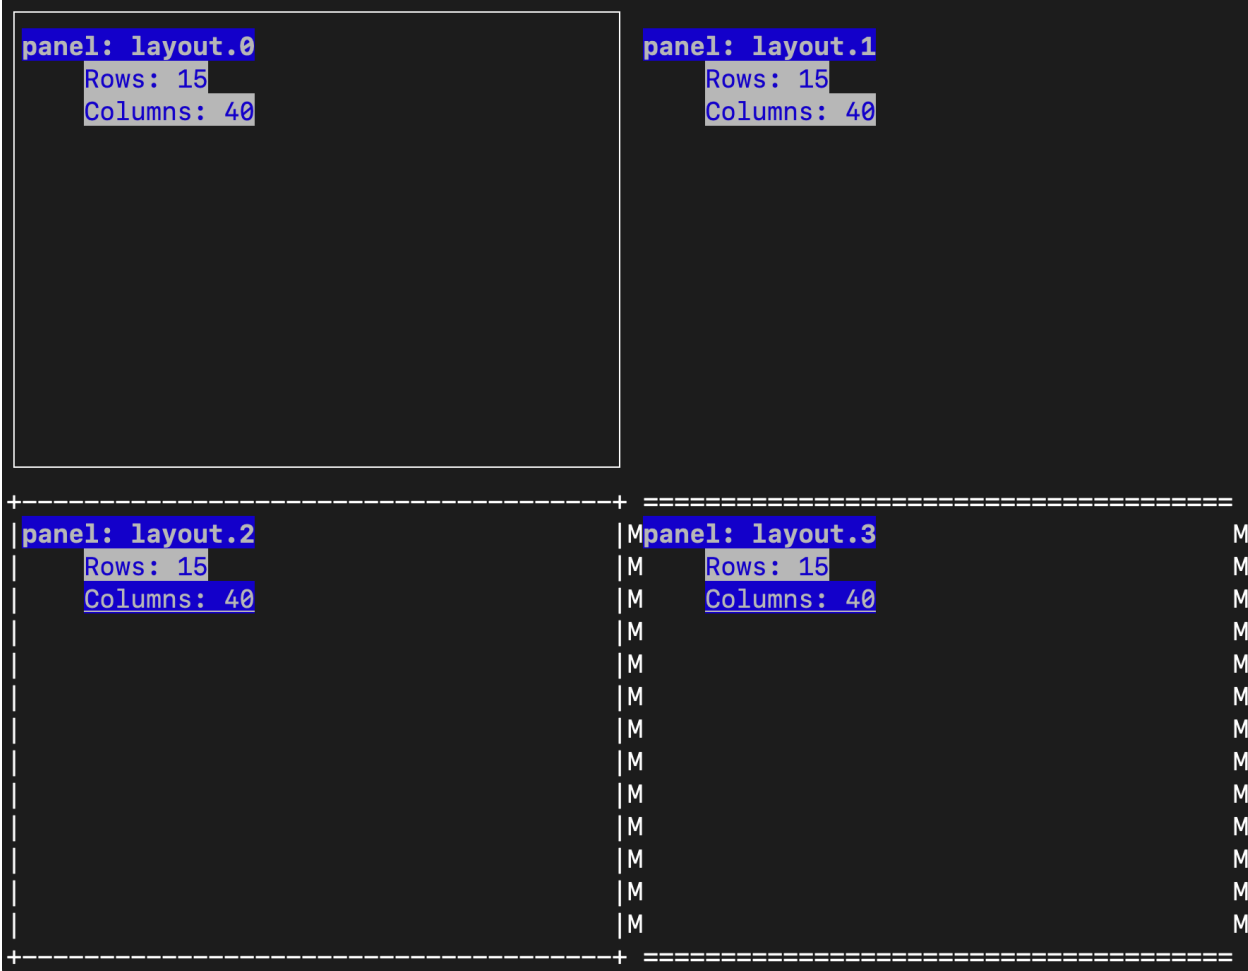 panel: layout.0
Rows: 15
Columns: 40
panel: layout.1
Rows: 15
Columns: 40
+--------------------------------------+ ======================================
|panel: layout.2                       |Mpanel: layout.3                       M
|    Rows: 15                          |M    Rows: 15                          M
|    Columns: 40                       |M    Columns: 40                       M
|                                      |M                                      M
|                                      |M                                      M
|                                      |M                                      M
|                                      |M                                      M
|                                      |M                                      M
|                                      |M                                      M
|                                      |M                                      M
|                                      |M                                      M
|                                      |M                                      M
|                                      |M                                      M
+--------------------------------------+ ======================================